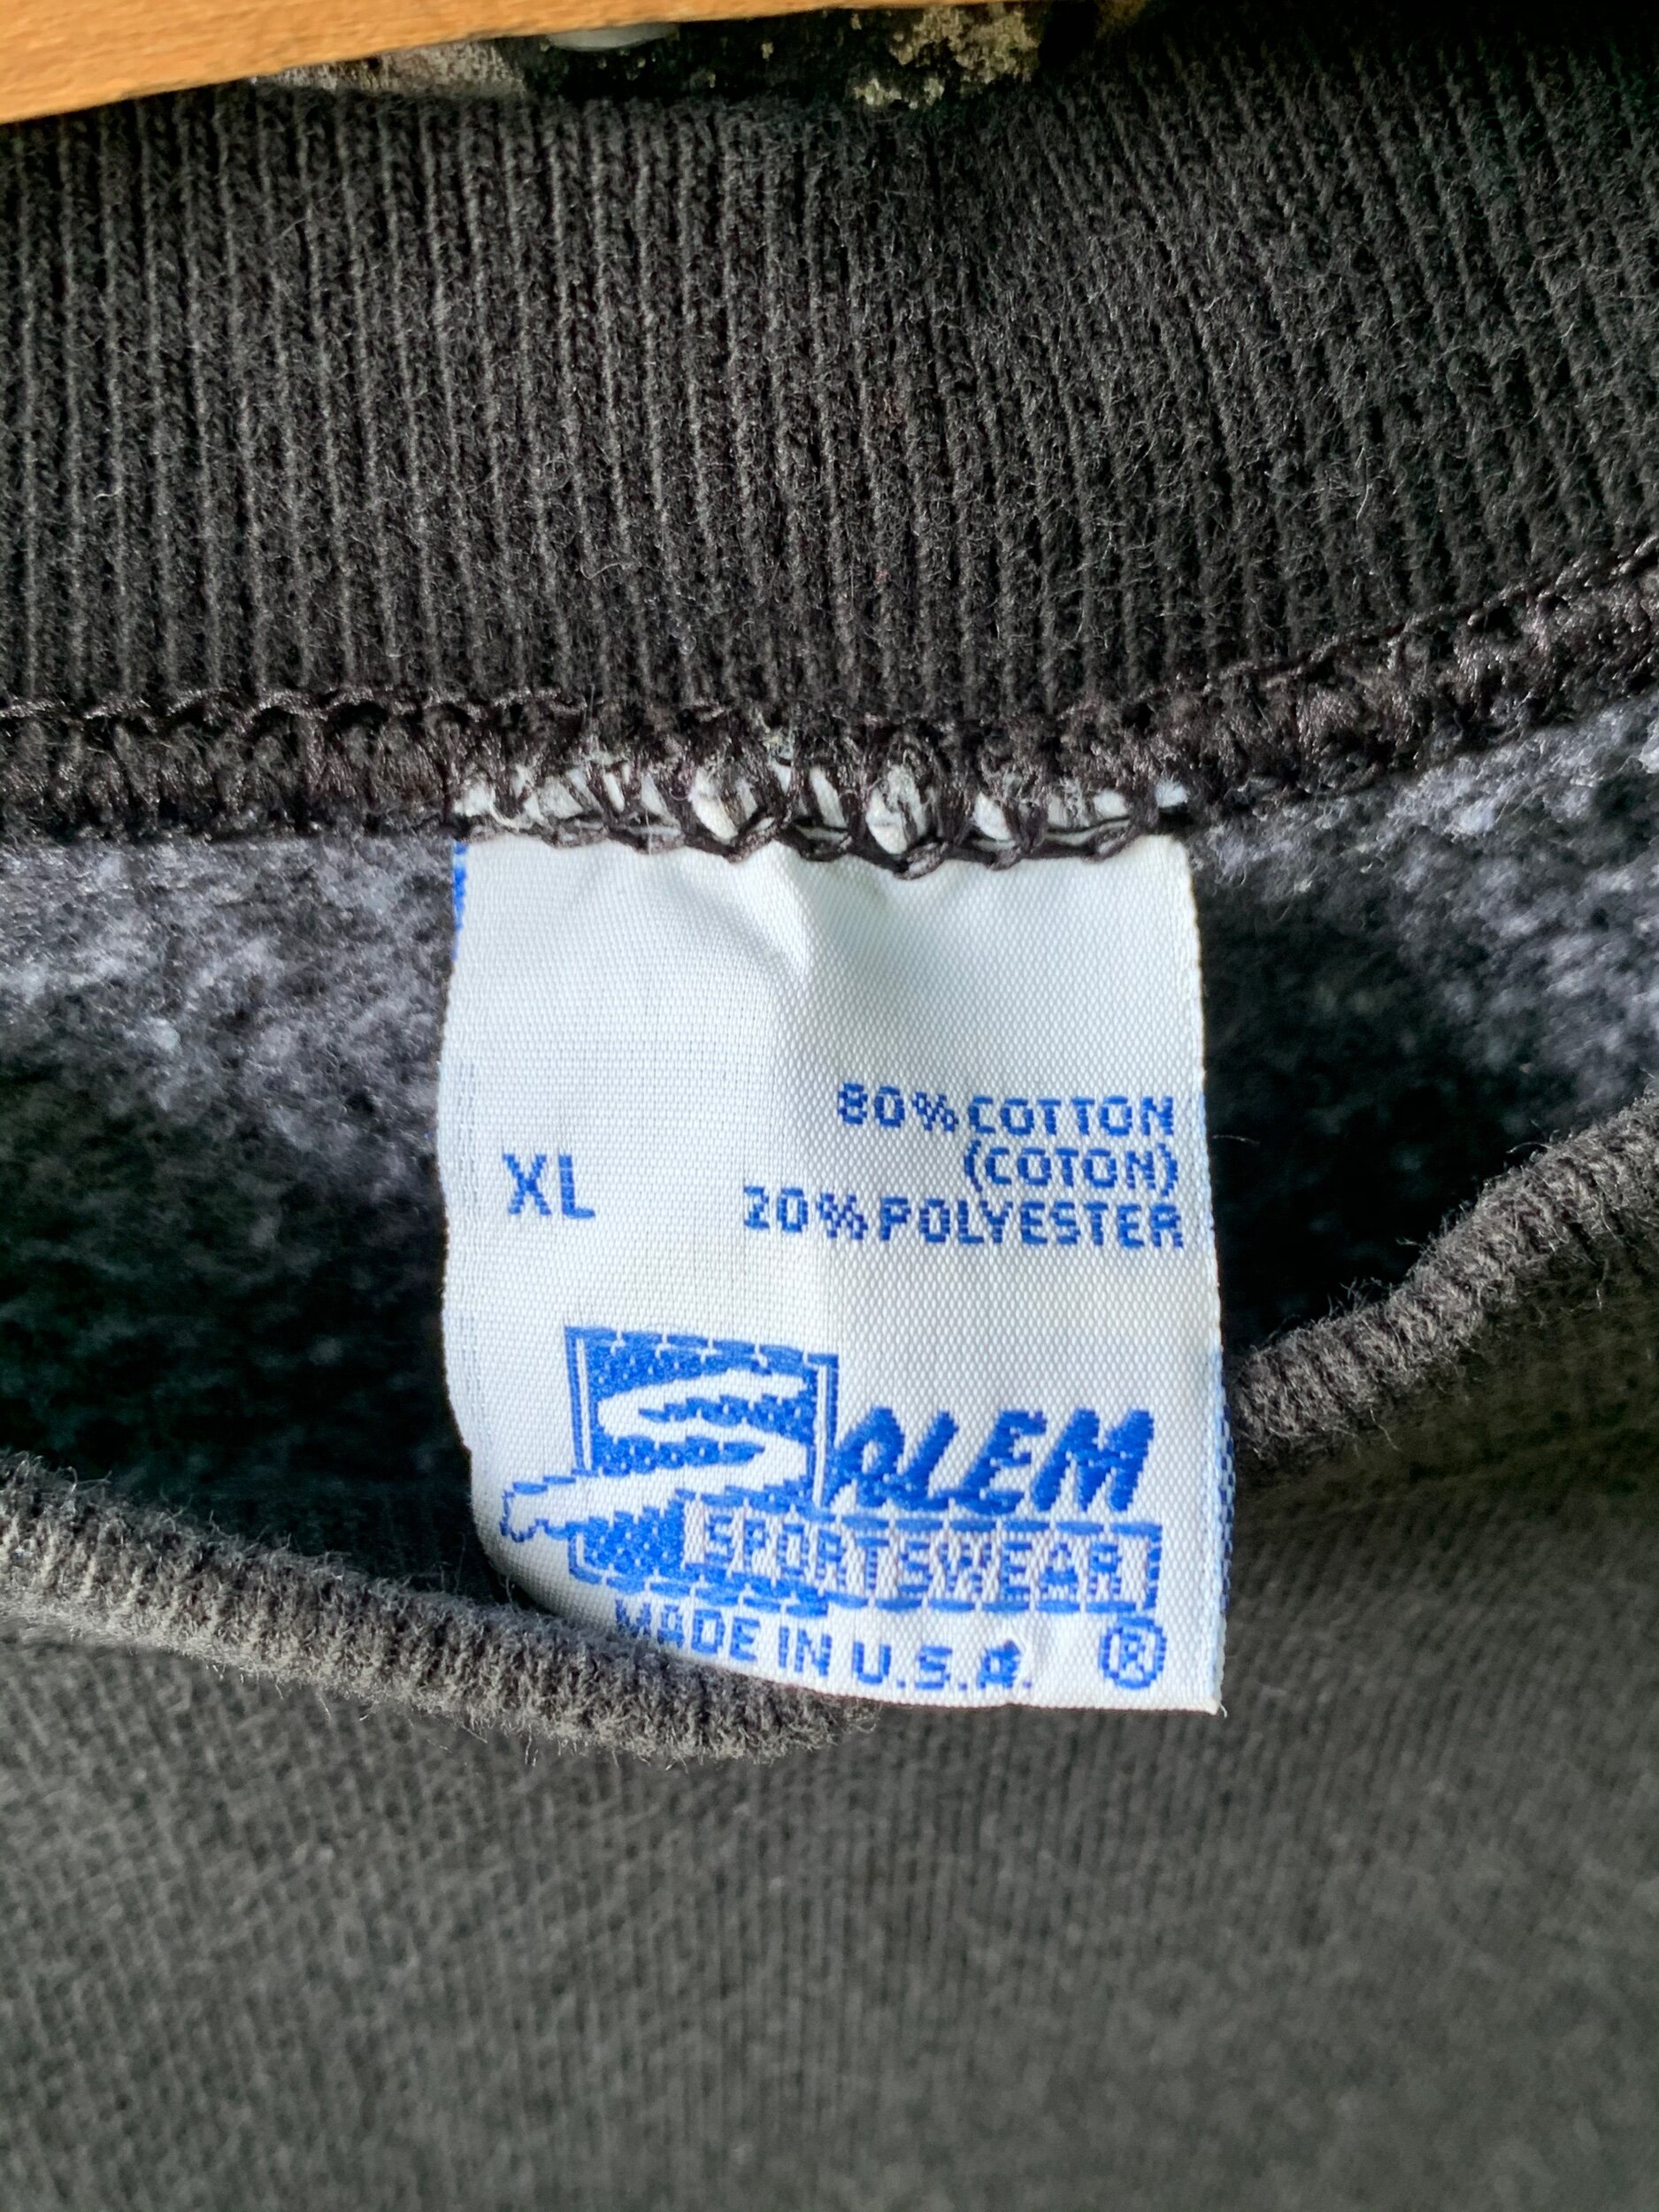 80% COTTON
(COTON)
XL
20% POLYESTER
SALEM
SPORTSWEAR
MADE IN U.S.A.
®